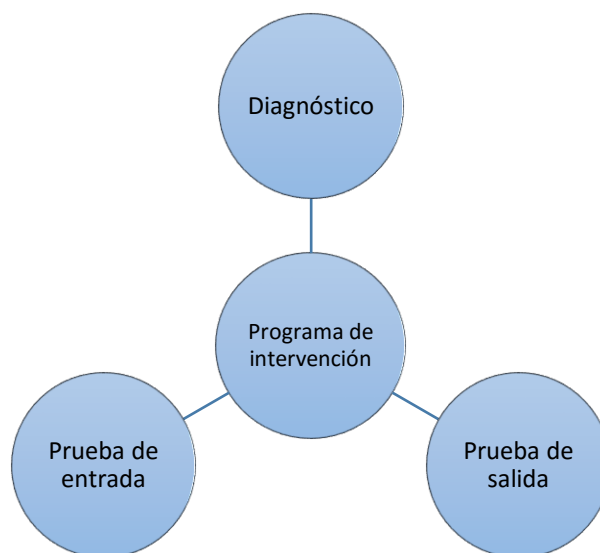 Diagnóstico
Programa de
intervención
Prueba de
entrada
Prueba de
salida